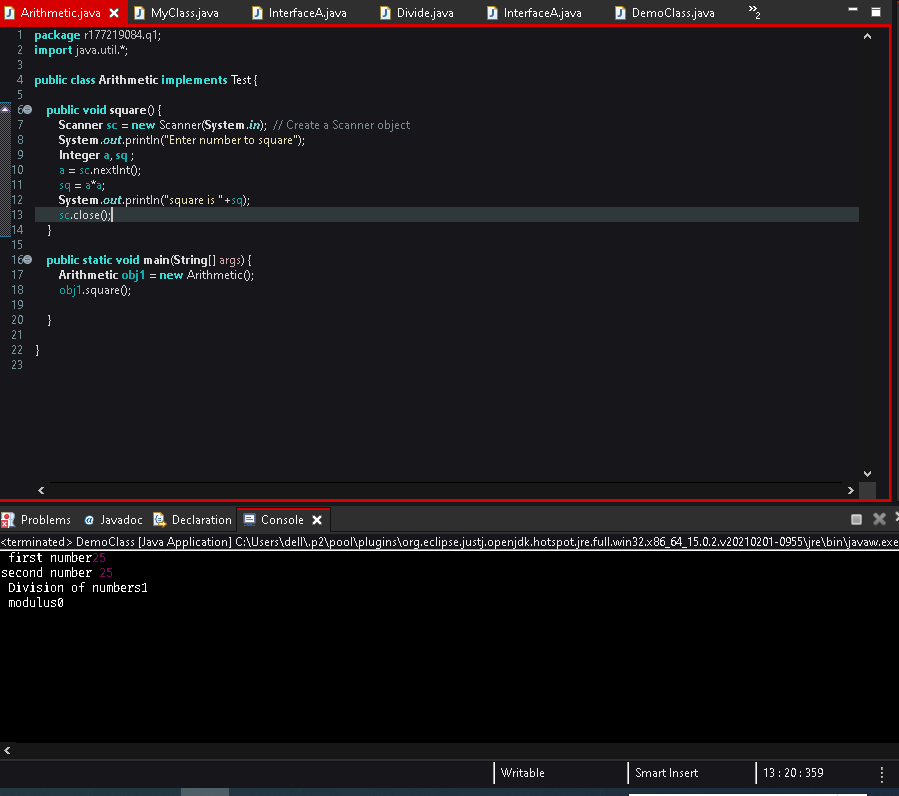 Arithmetic.java MyClass.java InterfaceA.java Divide.java InterfaceA.java DemoClass.java »2
1 package r177219084.q1;
2 import java.util.*;
3
4 public class Arithmetic implements Test {
5
6 public void square() {
7 Scanner sc = new Scanner(System.in); // Create a Scanner object
8 System.out.println("Enter number to square");
9 Integer a, sq ;
10 a = sc.nextInt();
11 sq = a*a;
12 System.out.println("square is "+sq);
13 sc.close();
14 }
15
16 public static void main(String[] args) {
17 Arithmetic obj1 = new Arithmetic();
18 obj1.square();
19
20 }
21
22 }
23
Problems @ Javadoc Declaration Console
<terminated> DemoClass [Java Application] C:\Users\dell\.p2\pool\plugins\org.eclipse.justj.openjdk.hotspot.jre.full.win32.x86_64_15.0.2.v20210201-0955\jre\bin\javaw.exe
first number25
second number 25
Division of numbers1
modulus0
Writable Smart Insert 13 : 20 : 359